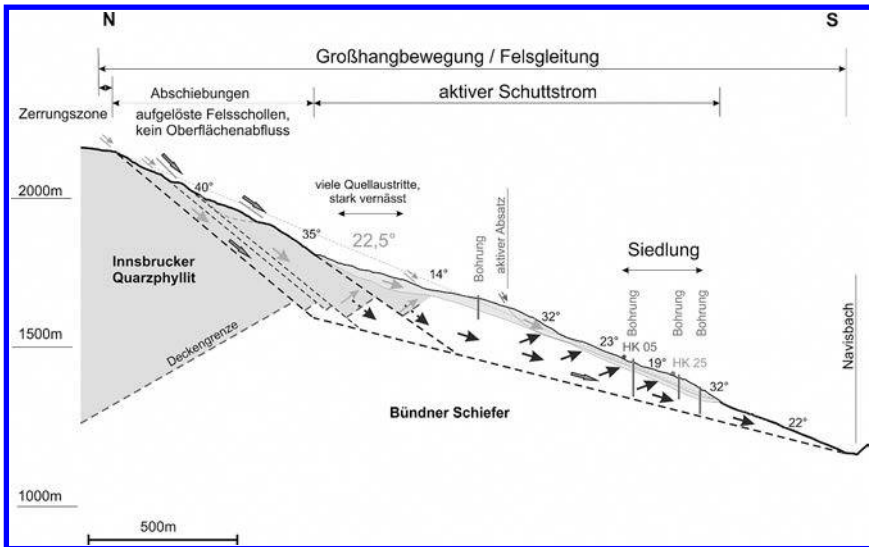 N
S
Großhangbewegung / Felsgleitung
Abschiebungen
aktiver Schuttstrom
Zerrungszone
aufgelöste Felsschollen,
kein Oberflächenabfluss
2000m
40°
viele Quellaustritte,
stark vernässt
35°
22,5°
14°
Bohrung
aktiver Absatz
Siedlung
Innsbrucker
Quarzphyllit
Bohrung
Bohrung
Bohrung
Navisbach
1500m
Deckengrenze
32°
23°
HK 05
19°
HK 25
32°
Bündner Schiefer
22°
1000m
500m